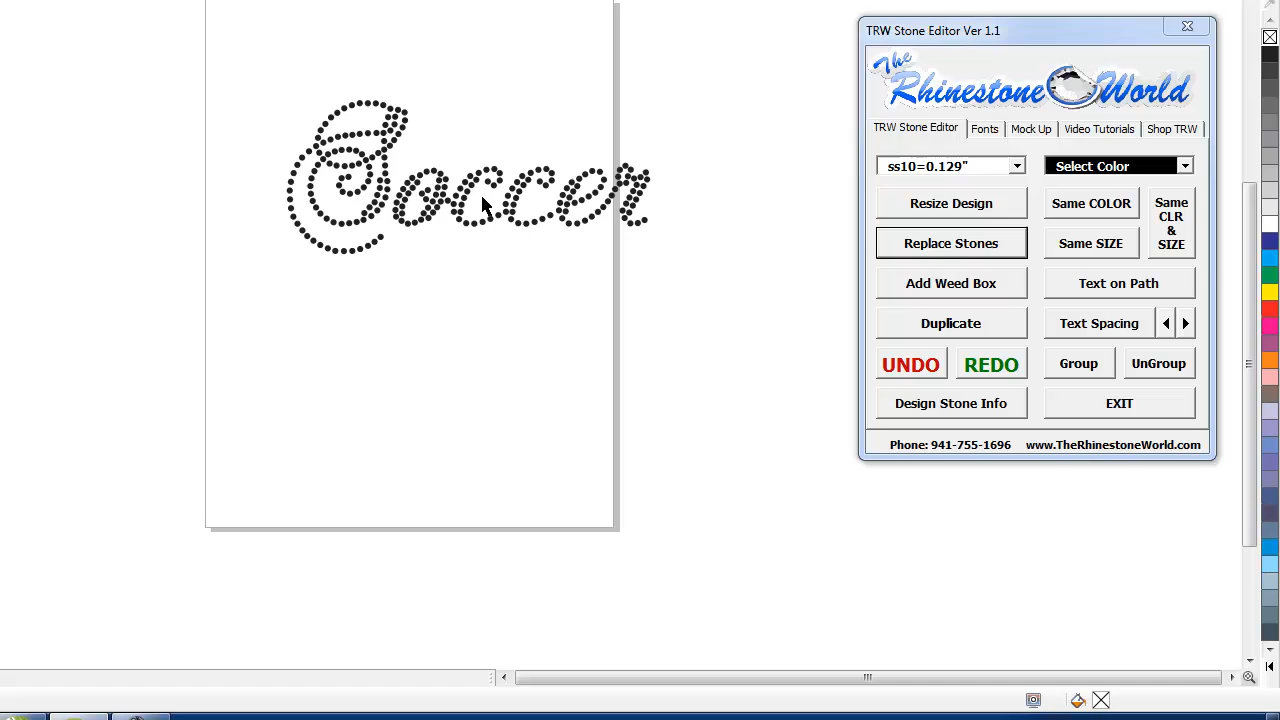 TRW Stone Editor Ver 1.1
The
Rhinestone World
TRW Stone Editor Fonts Mock Up Video Tutorials Shop TRW
ss10=0.129" Select Color
Resize Design Same COLOR Same CLR & SIZE
Replace Stones Same SIZE
Add Weed Box Text on Path
Duplicate Text Spacing
UNDO REDO Group UnGroup
Design Stone Info EXIT
Phone: 941-755-1696 www.TheRhinestoneWorld.com
Soccer